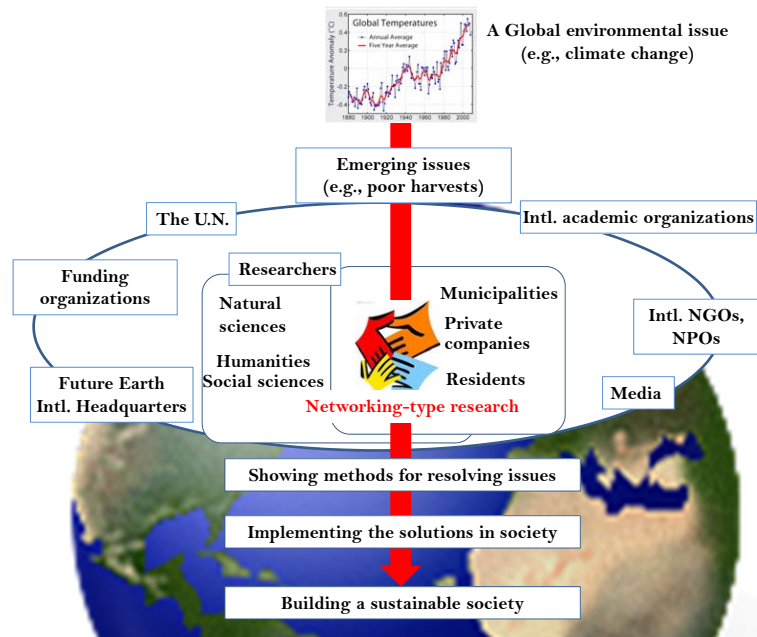 Global Temperatures
Annual Average
Five Year Average
Temperature Anomaly (°C)
0.6
0.4
0.2
0
-0.2
-0.4
1880 1900 1920 1940 1960 1980 2000
A Global environmental issue
(e.g., climate change)
Emerging issues
(e.g., poor harvests)
The U.N.
Intl. academic organizations
Funding
organizations
Researchers
Natural
sciences
Humanities
Social sciences
Municipalities
Private
companies
Residents
Networking-type research
Intl. NGOs,
NPOs
Future Earth
Intl. Headquarters
Media
Showing methods for resolving issues
Implementing the solutions in society
Building a sustainable society